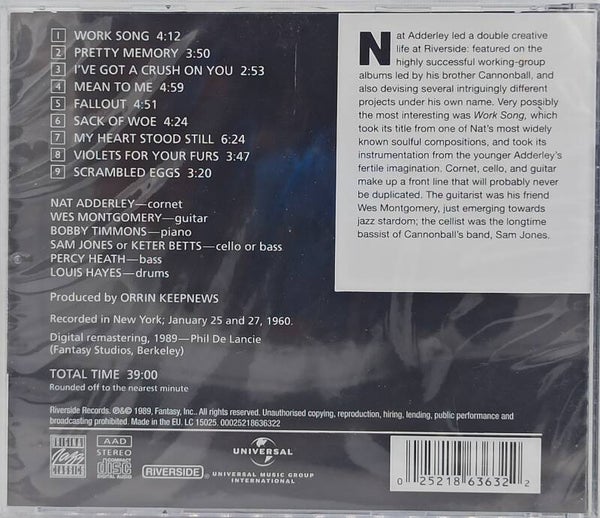 1 WORK SONG 4:12
2 PRETTY MEMORY 3:50
3 I'VE GOT A CRUSH ON YOU 2:53
4 MEAN TO ME 4:59
5 FALLOUT 4:51
6 SACK OF WOE 4:24
7 MY HEART STOOD STILL 6:24
8 VIOLETS FOR YOUR FURS 3:47
9 SCRAMBLED EGGS 3:20
NAT ADDERLEY—cornet
WES MONTGOMERY—guitar
BOBBY TIMMONS—piano
SAM JONES or KETER BETTS—cello or bass
PERCY HEATH—bass
LOUIS HAYES—drums
Produced by ORRIN KEEPNEWS
Recorded in New York; January 25 and 27, 1960.
Digital remastering, 1989—Phil De Lancie
(Fantasy Studios, Berkeley)
TOTAL TIME 39:00
Rounded off to the nearest minute
Nat Adderley led a double creative
life at Riverside: featured on the
highly successful working-group
albums led by his brother Cannonball, and
also devising several intriguingly different
projects under his own name. Very possibly
the most interesting was Work Song, which
took its title from one of Nat's most widely
known soulful compositions, and took its
instrumentation from the younger Adderley's
fertile imagination. Cornet, cello, and guitar
make up a front line that will probably never
be duplicated. The guitarist was his friend
Wes Montgomery, just emerging towards
jazz stardom; the cellist was the longtime
bassist of Cannonball's band, Sam Jones.
Riverside Records. ℗&© 1989, Fantasy, Inc.. All rights reserved. Unauthorised copying, reproduction, hiring, lending, public performance and
broadcasting prohibited. Made in the EU. LC 15025. 00025218636322
ORIGINAL
Jazz
CLASSICS
AAD
STEREO
COMPACT
disc
DIGITAL AUDIO
RIVERSIDE
UNIVERSAL
UNIVERSAL MUSIC GROUP
INTERNATIONAL
0 25218 63632 2